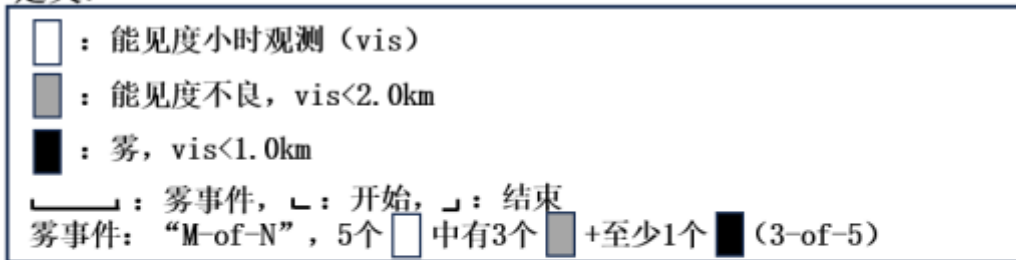 ：能见度小时观测（vis）
：能见度不良，vis<2.0km
：雾，vis<1.0km
：雾事件，：开始，：结束
雾事件：“M-of-N”，5个中有3个+至少1个（3-of-5）